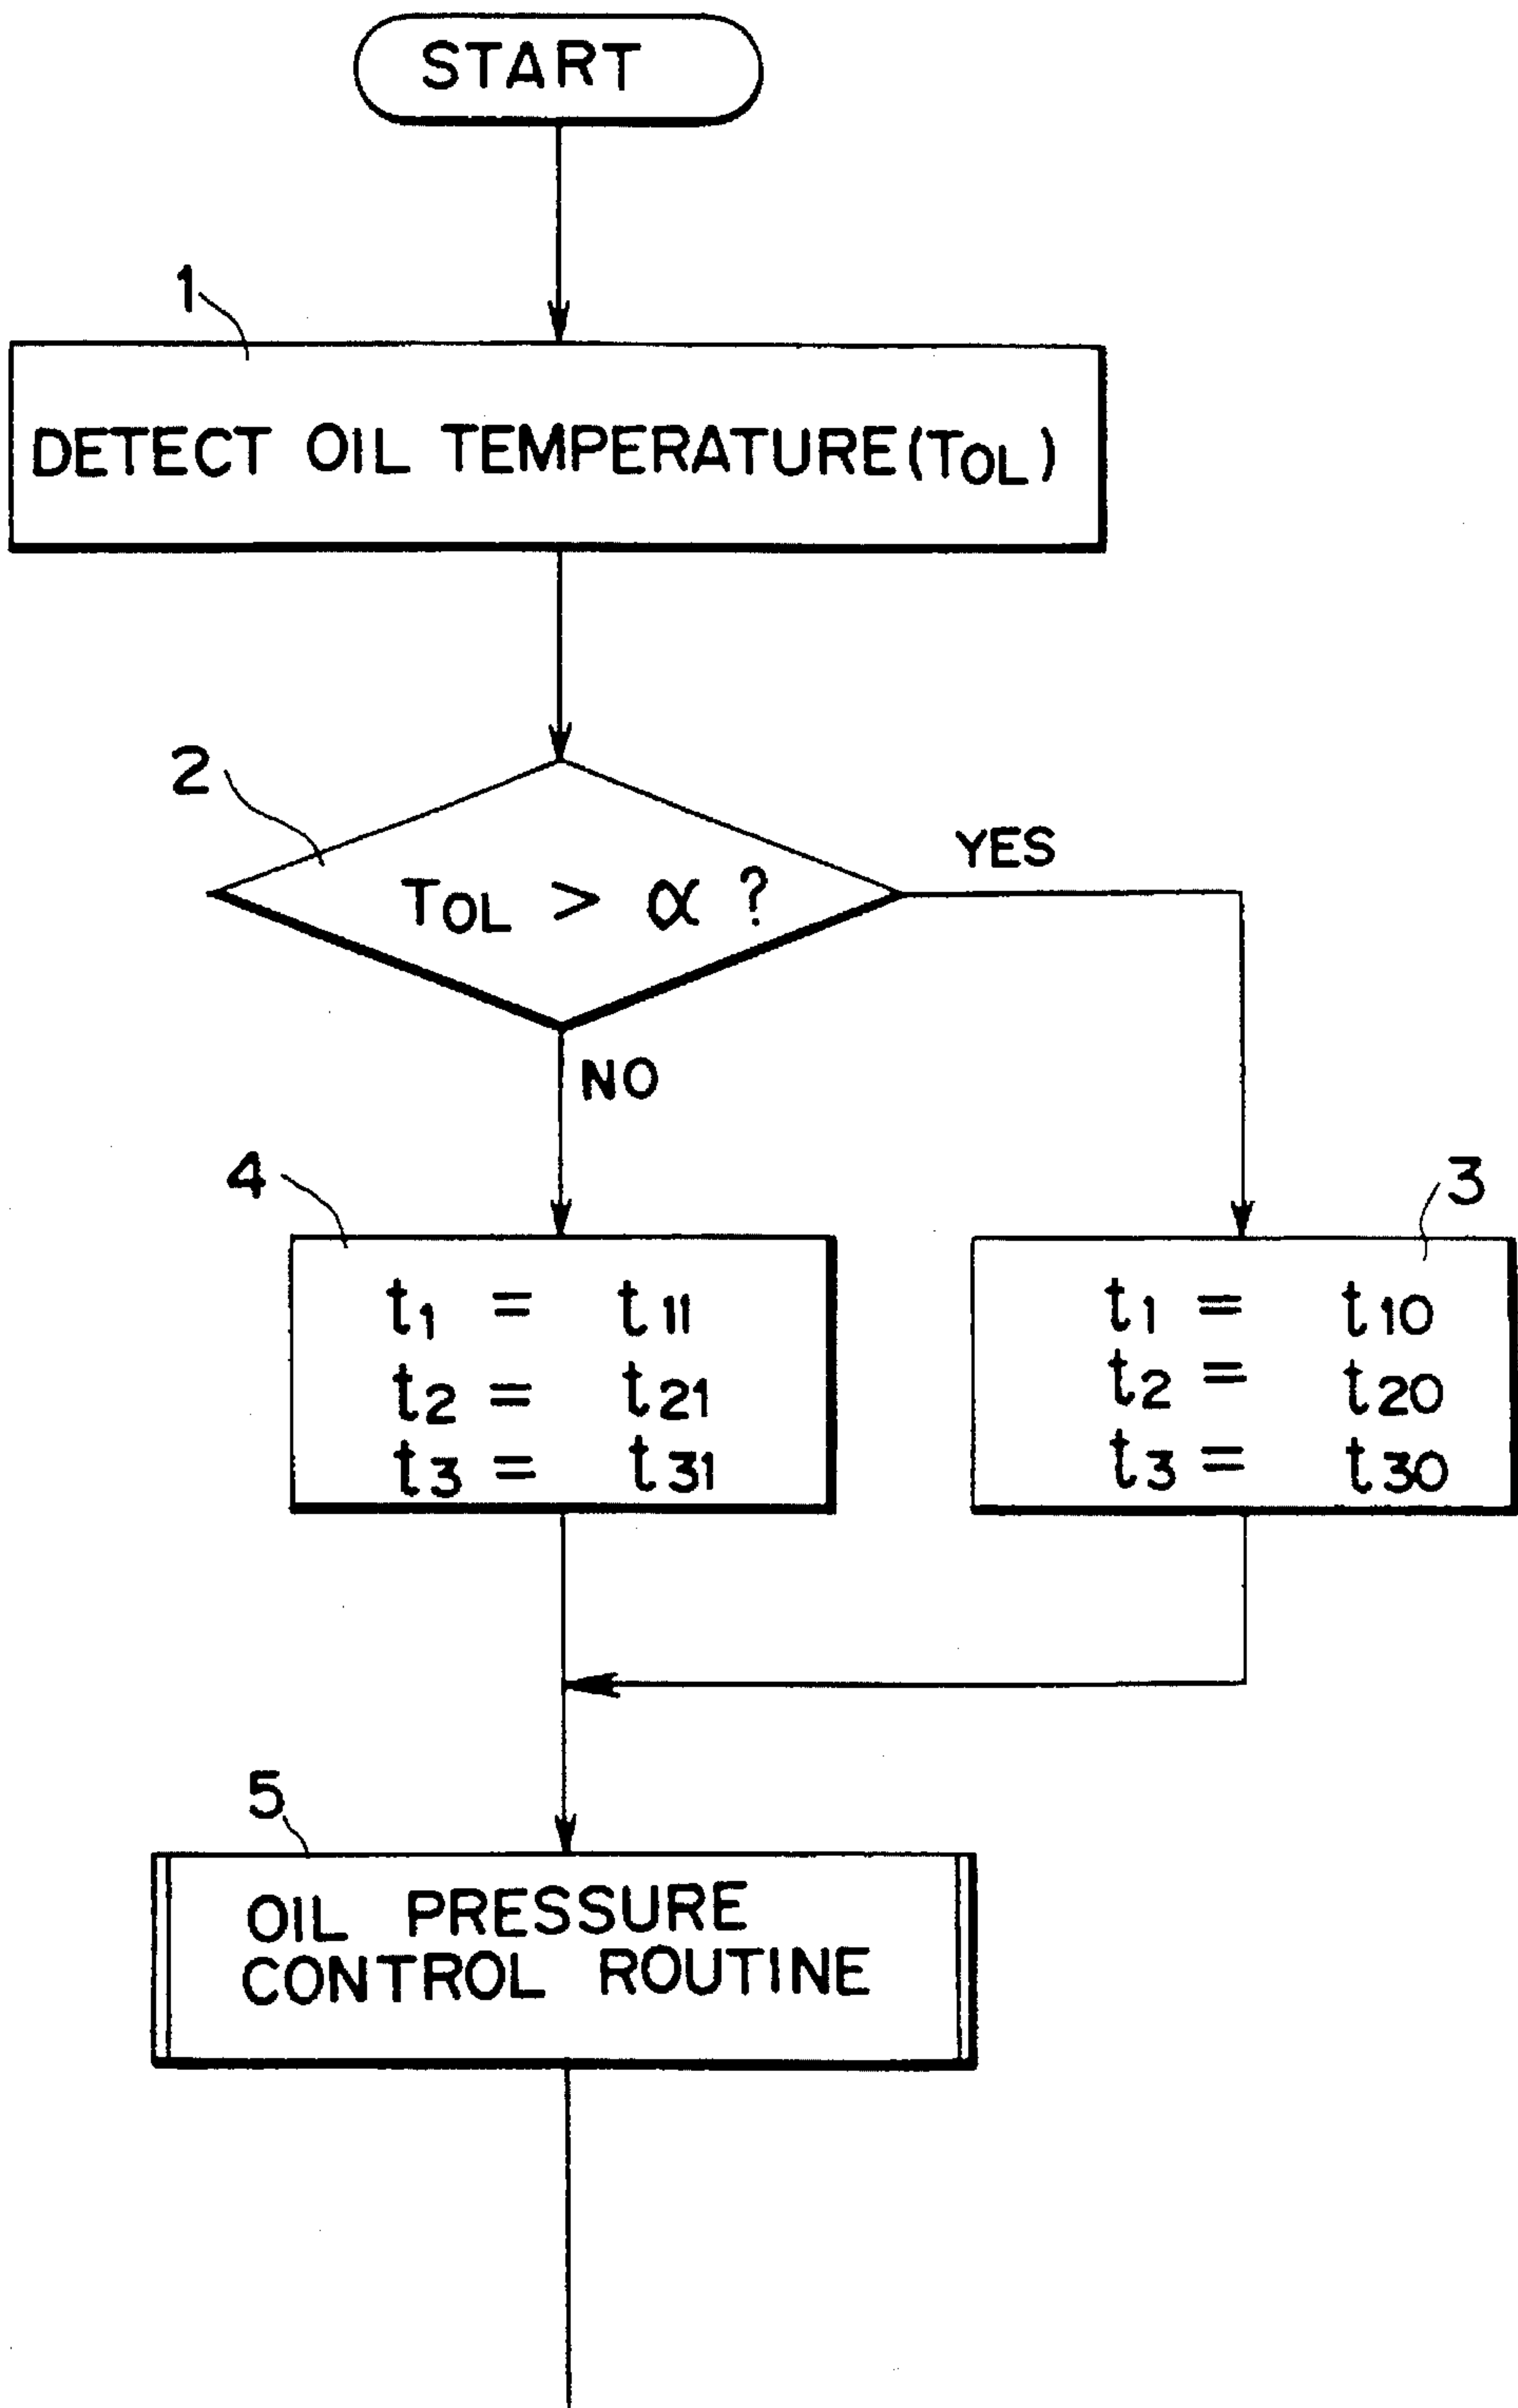 START
1
DETECT OIL TEMPERATURE (TOL)
2
TOL > α ?
YES
NO
4
t1 = t11
t2 = t21
t3 = t31
3
t1 = t10
t2 = t20
t3 = t30
5
OIL PRESSURE
CONTROL ROUTINE